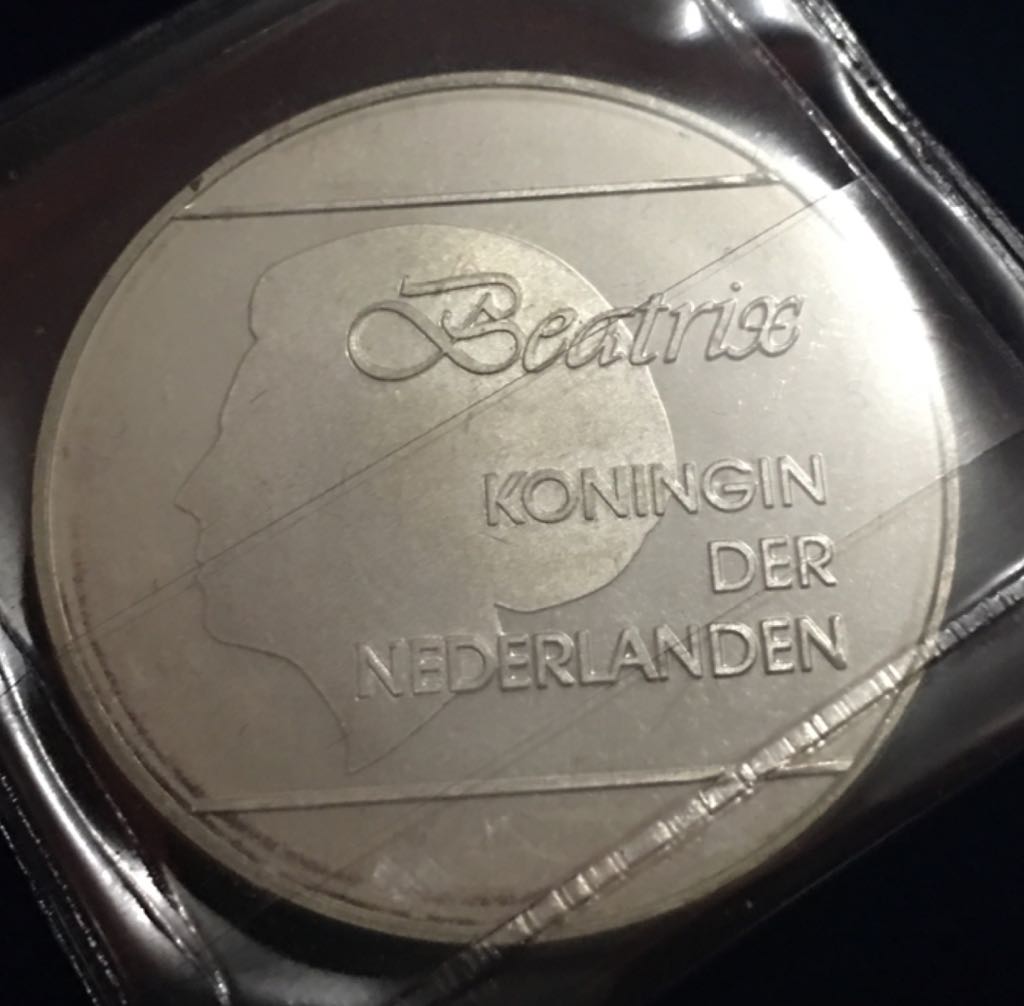 Beatrix
KONINGIN
DER
NEDERLANDEN